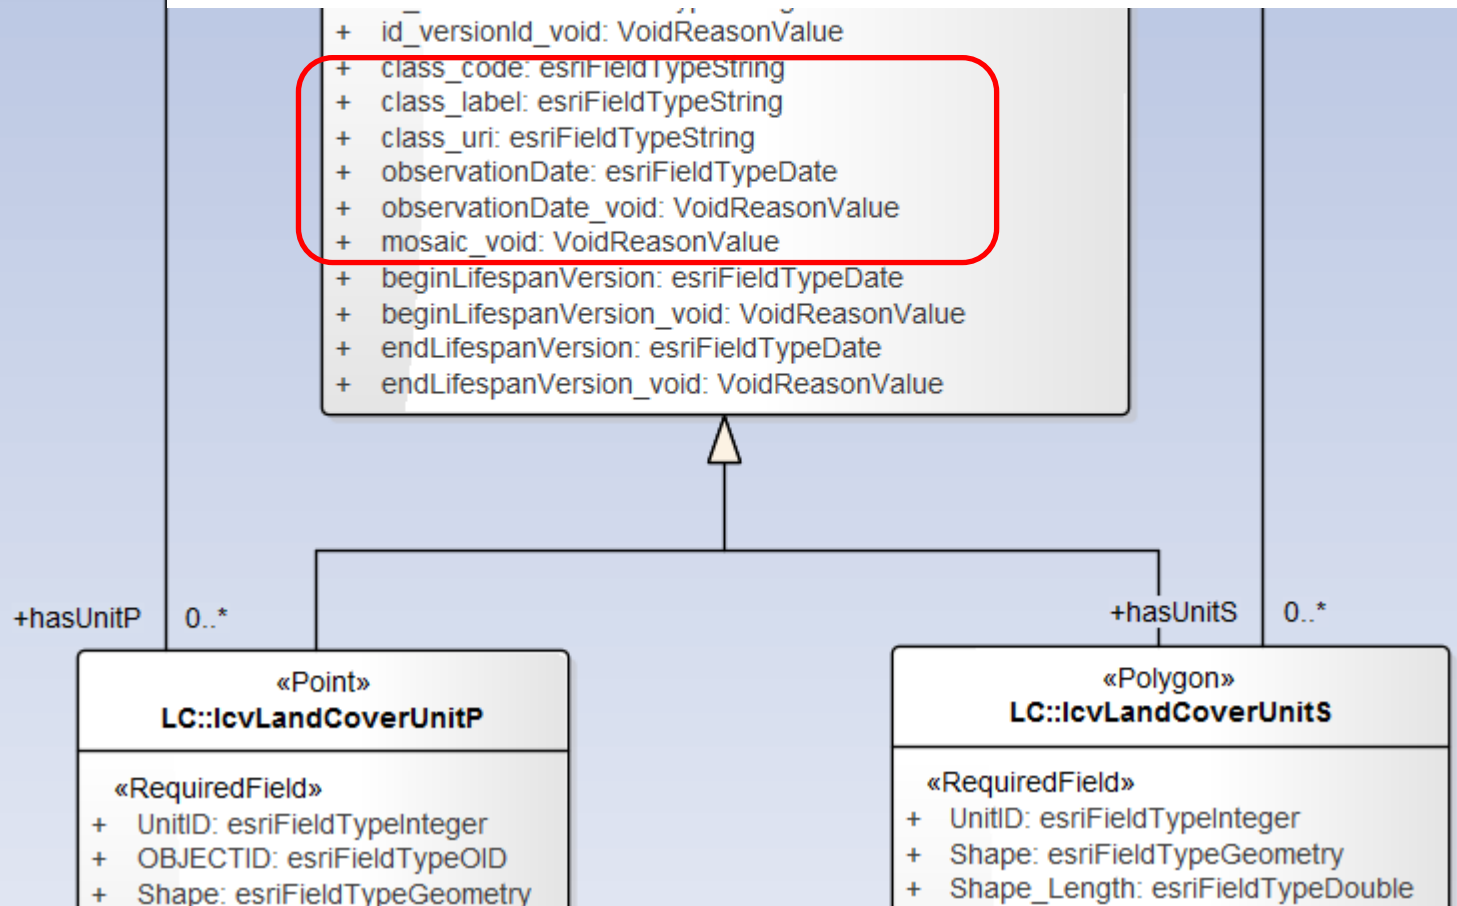 + id_versionId_void: VoidReasonValue
+ class_code: esriFieldTypeString
+ class_label: esriFieldTypeString
+ class_uri: esriFieldTypeString
+ observationDate: esriFieldTypeDate
+ observationDate_void: VoidReasonValue
+ mosaic_void: VoidReasonValue
+ beginLifespanVersion: esriFieldTypeDate
+ beginLifespanVersion_void: VoidReasonValue
+ endLifespanVersion: esriFieldTypeDate
+ endLifespanVersion_void: VoidReasonValue
+hasUnitP 0..*
+hasUnitS 0..*
«Point»
LC::lcvLandCoverUnitP
«RequiredField»
+ UnitID: esriFieldTypeInteger
+ OBJECTID: esriFieldTypeOID
+ Shape: esriFieldTypeGeometry
«Polygon»
LC::lcvLandCoverUnitS
«RequiredField»
+ UnitID: esriFieldTypeInteger
+ Shape: esriFieldTypeGeometry
+ Shape_Length: esriFieldTypeDouble